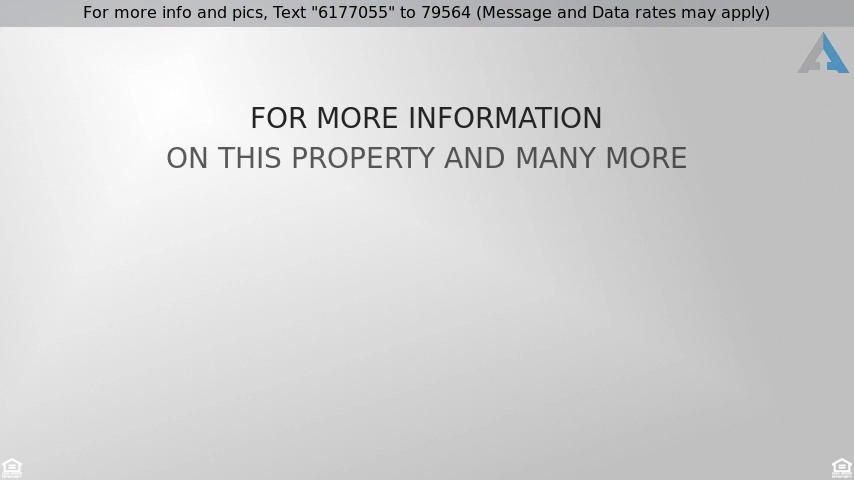 For more info and pics, Text "6177055" to 79564 (Message and Data rates may apply)
FOR MORE INFORMATION
ON THIS PROPERTY AND MANY MORE